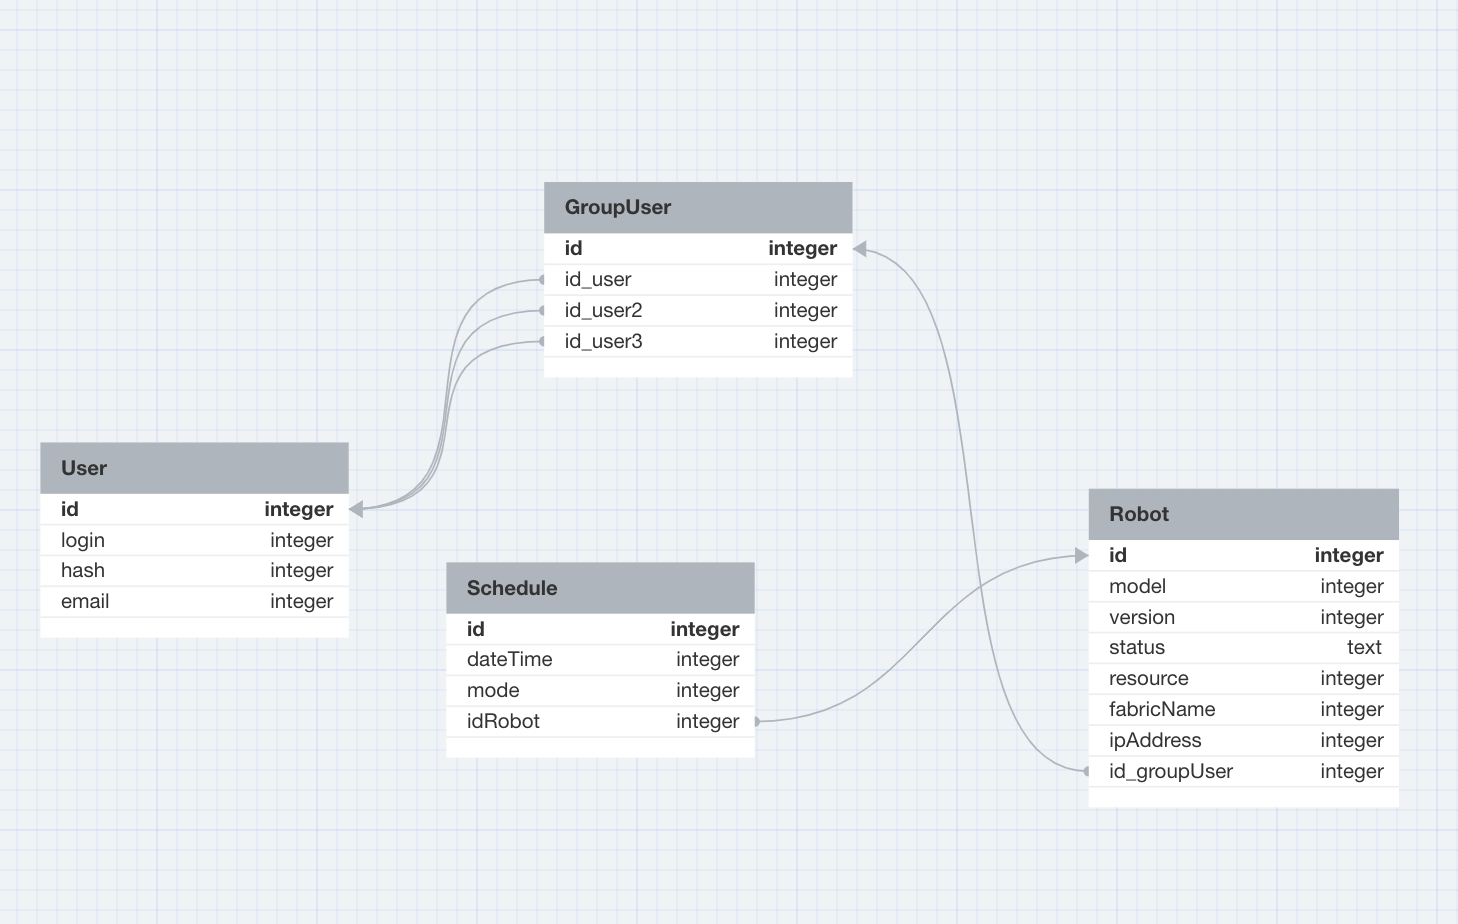 GroupUser
id integer
id_user integer
id_user2 integer
id_user3 integer
User
id integer
login integer
hash integer
email integer
Schedule
id integer
dateTime integer
mode integer
idRobot integer
Robot
id integer
model integer
version integer
status text
resource integer
fabricName integer
ipAddress integer
id_groupUser integer